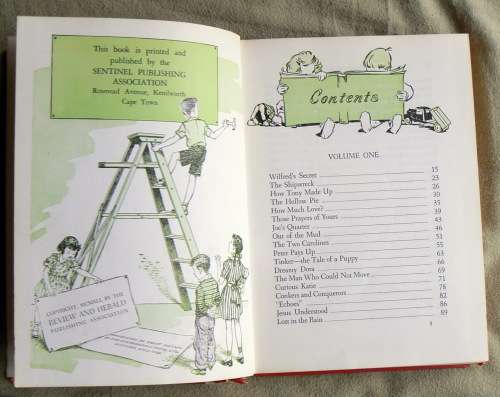 This book is printed and
published by the
SENTINEL PUBLISHING
ASSOCIATION
Rosmead Avenue, Kenilworth
Cape Town
COPYRIGHT, MCMXLI, BY THE
REVIEW AND HERALD
PUBLISHING ASSOCIATION
Contents
VOLUME ONE
Wilfred's Secret 15
The Shipwreck 23
How Tony Made Up 26
The Hollow Pie 30
How Much Love? 35
Those Prayers of Yours 39
Joe's Quarter 43
Out of the Mud 46
The Two Carolines 51
Peter Pays Up 56
Tinker—the Tale of a Puppy 63
Dreamy Dora 66
The Man Who Could Not Move 69
Curious Katie 71
Conkers and Conquerors 78
"Echoes" 82
Jesus Understood 86
Lost in the Rain 89